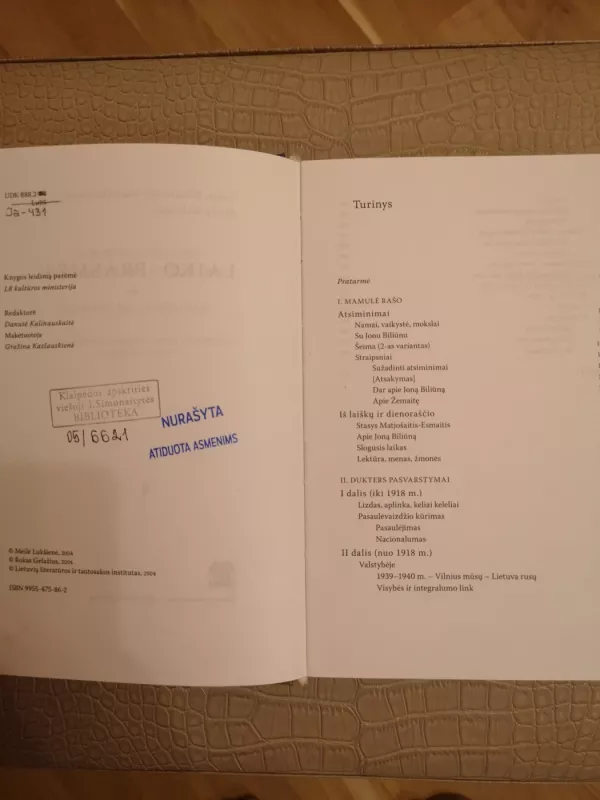 UDK 888.2
Ja-431
Knygos leidimą parėmė
LR kultūros ministerija
Redaktorė
Danutė Kalinauskaitė
Maketuotoja
Gražina Kazlauskienė
Klaipėdos apskrities
viešoji I.Simonaitytės
BIBLIOTEKA
05/6621
NURAŠYTA
ATIDUOTA ASMENIMS
© Meilė Lukšienė, 2004
© Rokas Gelažius, 2004
© Lietuvių literatūros ir tautosakos institutas, 2004
ISBN 9955-475-86-2
Turinys
Pratarmė
I. MAMULĖ RAŠO
Atsiminimai
Namai, vaikystė, mokslai
Su Jonu Biliūnu
Šeima (2-as variantas)
Straipsniai
Sužadinti atsiminimai
[Atsakymas]
Dar apie Joną Biliūną
Apie Žemaitę
Iš laiškų ir dienoraščio
Stasys Matjošaitis-Esmaitis
Apie Joną Biliūną
Slogusis laikas
Lektūra, menas, žmonės
II. DUKTERS PASVARSTYMAI
I dalis (iki 1918 m.)
Lizdas, aplinka, keliai keleliai
Pasaulėvaizdžio kūrimas
Pasaulėjimas
Nacionalumas
II dalis (nuo 1918 m.)
Valstybėje
1939–1940 m. – Vilnius mūsų – Lietuva rusų
Visybės ir integralumo link